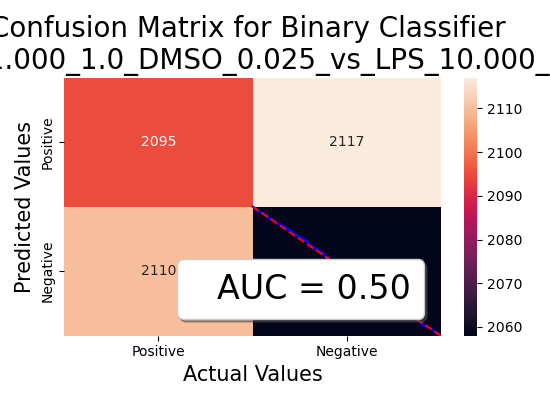 Confusion Matrix for Binary Classifier
1.000_1.0_DMSO_0.025_vs_LPS_10.000_
Predicted Values
Positive
Negative
2095
2117
2110
AUC = 0.50
Positive
Negative
Actual Values
2110
2100
2090
2080
2070
2060